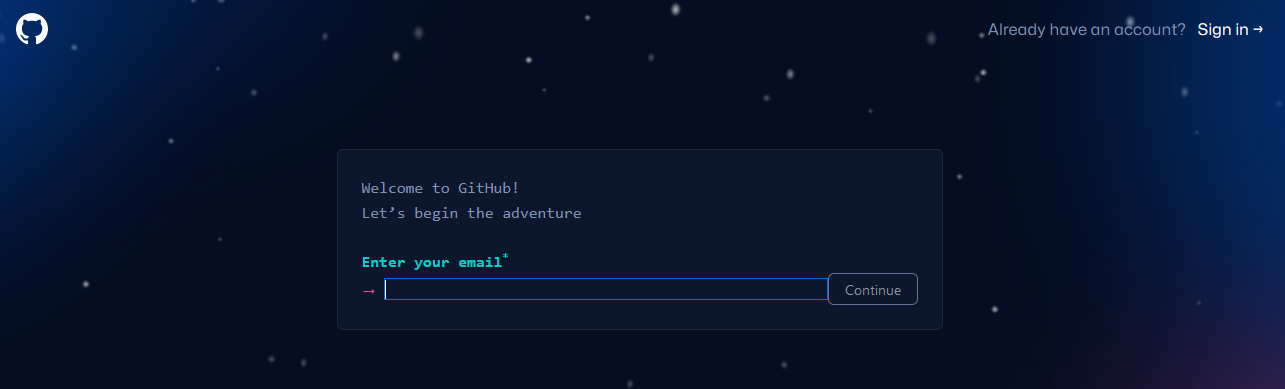 Already have an account? Sign in →
Welcome to GitHub!
Let’s begin the adventure
Enter your email*
→
Continue